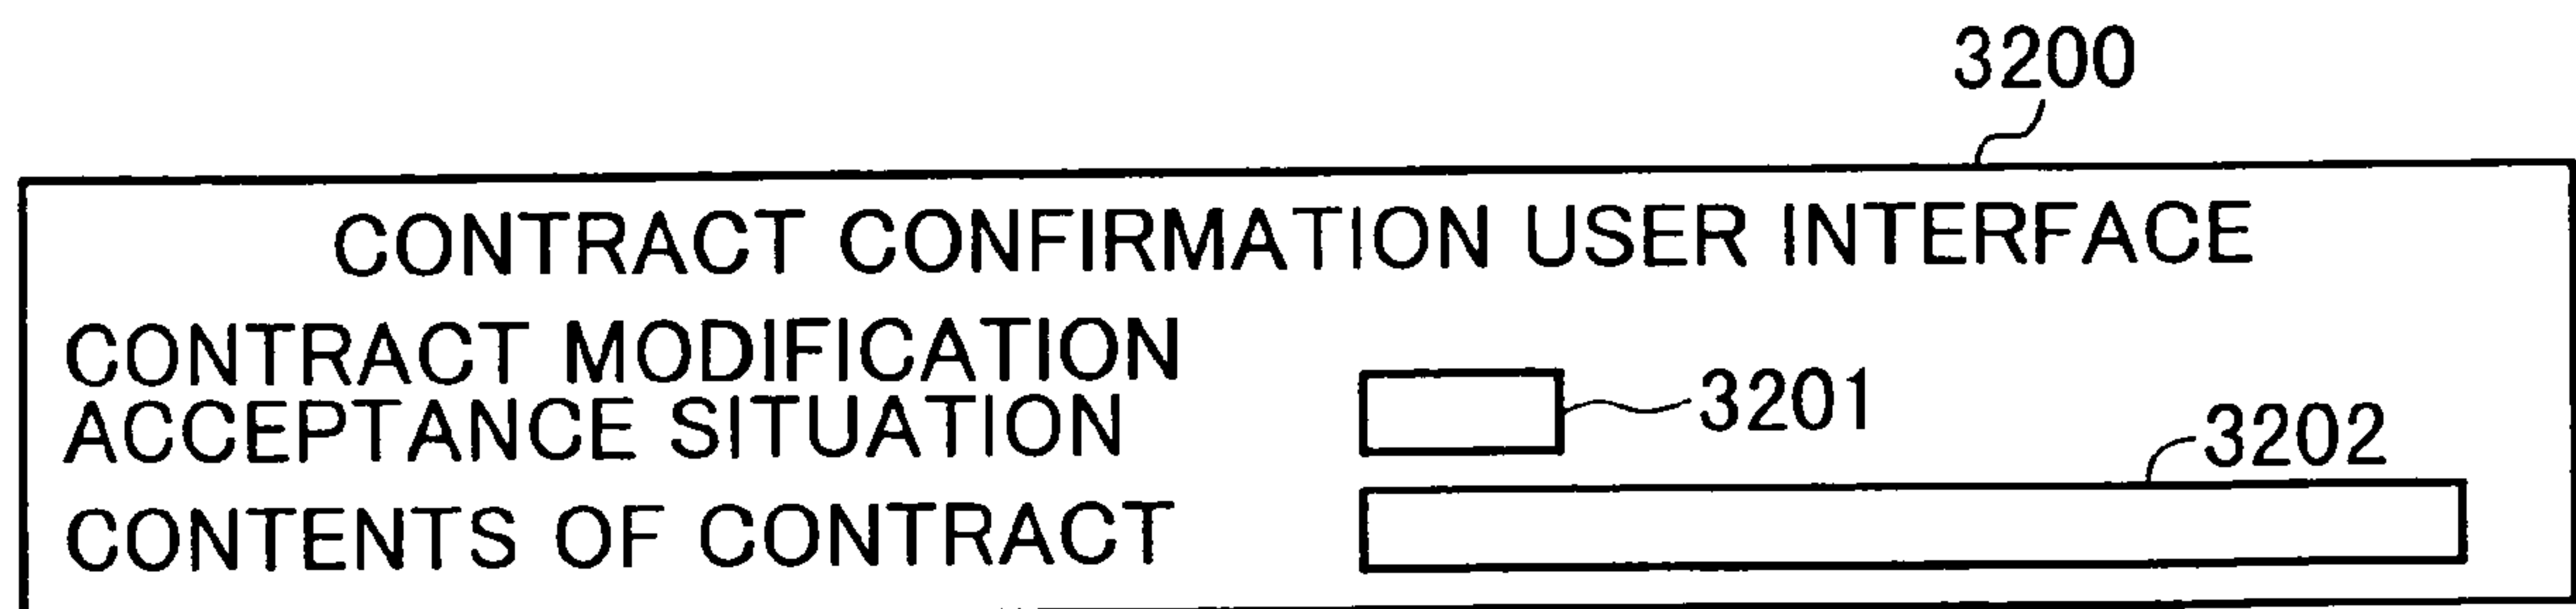 3200
CONTRACT CONFIRMATION USER INTERFACE
CONTRACT MODIFICATION
ACCEPTANCE SITUATION
3201
3202
CONTENTS OF CONTRACT